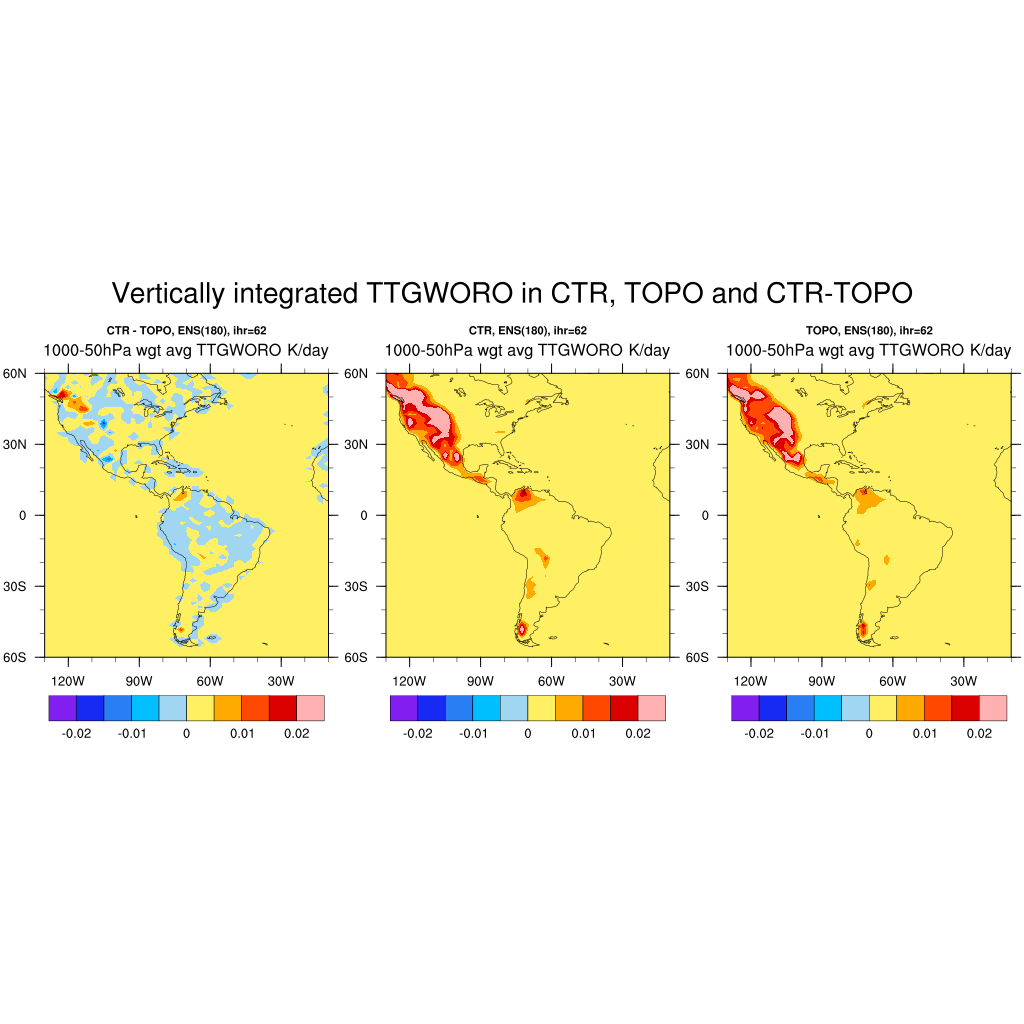 Vertically integrated TTGWORO in CTR, TOPO and CTR-TOPO
CTR - TOPO, ENS(180), ihr=62
1000-50hPa wgt avg TTGWORO K/day
60N
30N
0
30S
60S
120W 90W 60W 30W
-0.02 -0.01 0 0.01 0.02
CTR, ENS(180), ihr=62
1000-50hPa wgt avg TTGWORO K/day
60N
30N
0
30S
60S
120W 90W 60W 30W
-0.02 -0.01 0 0.01 0.02
TOPO, ENS(180), ihr=62
1000-50hPa wgt avg TTGWORO K/day
60N
30N
0
30S
60S
120W 90W 60W 30W
-0.02 -0.01 0 0.01 0.02